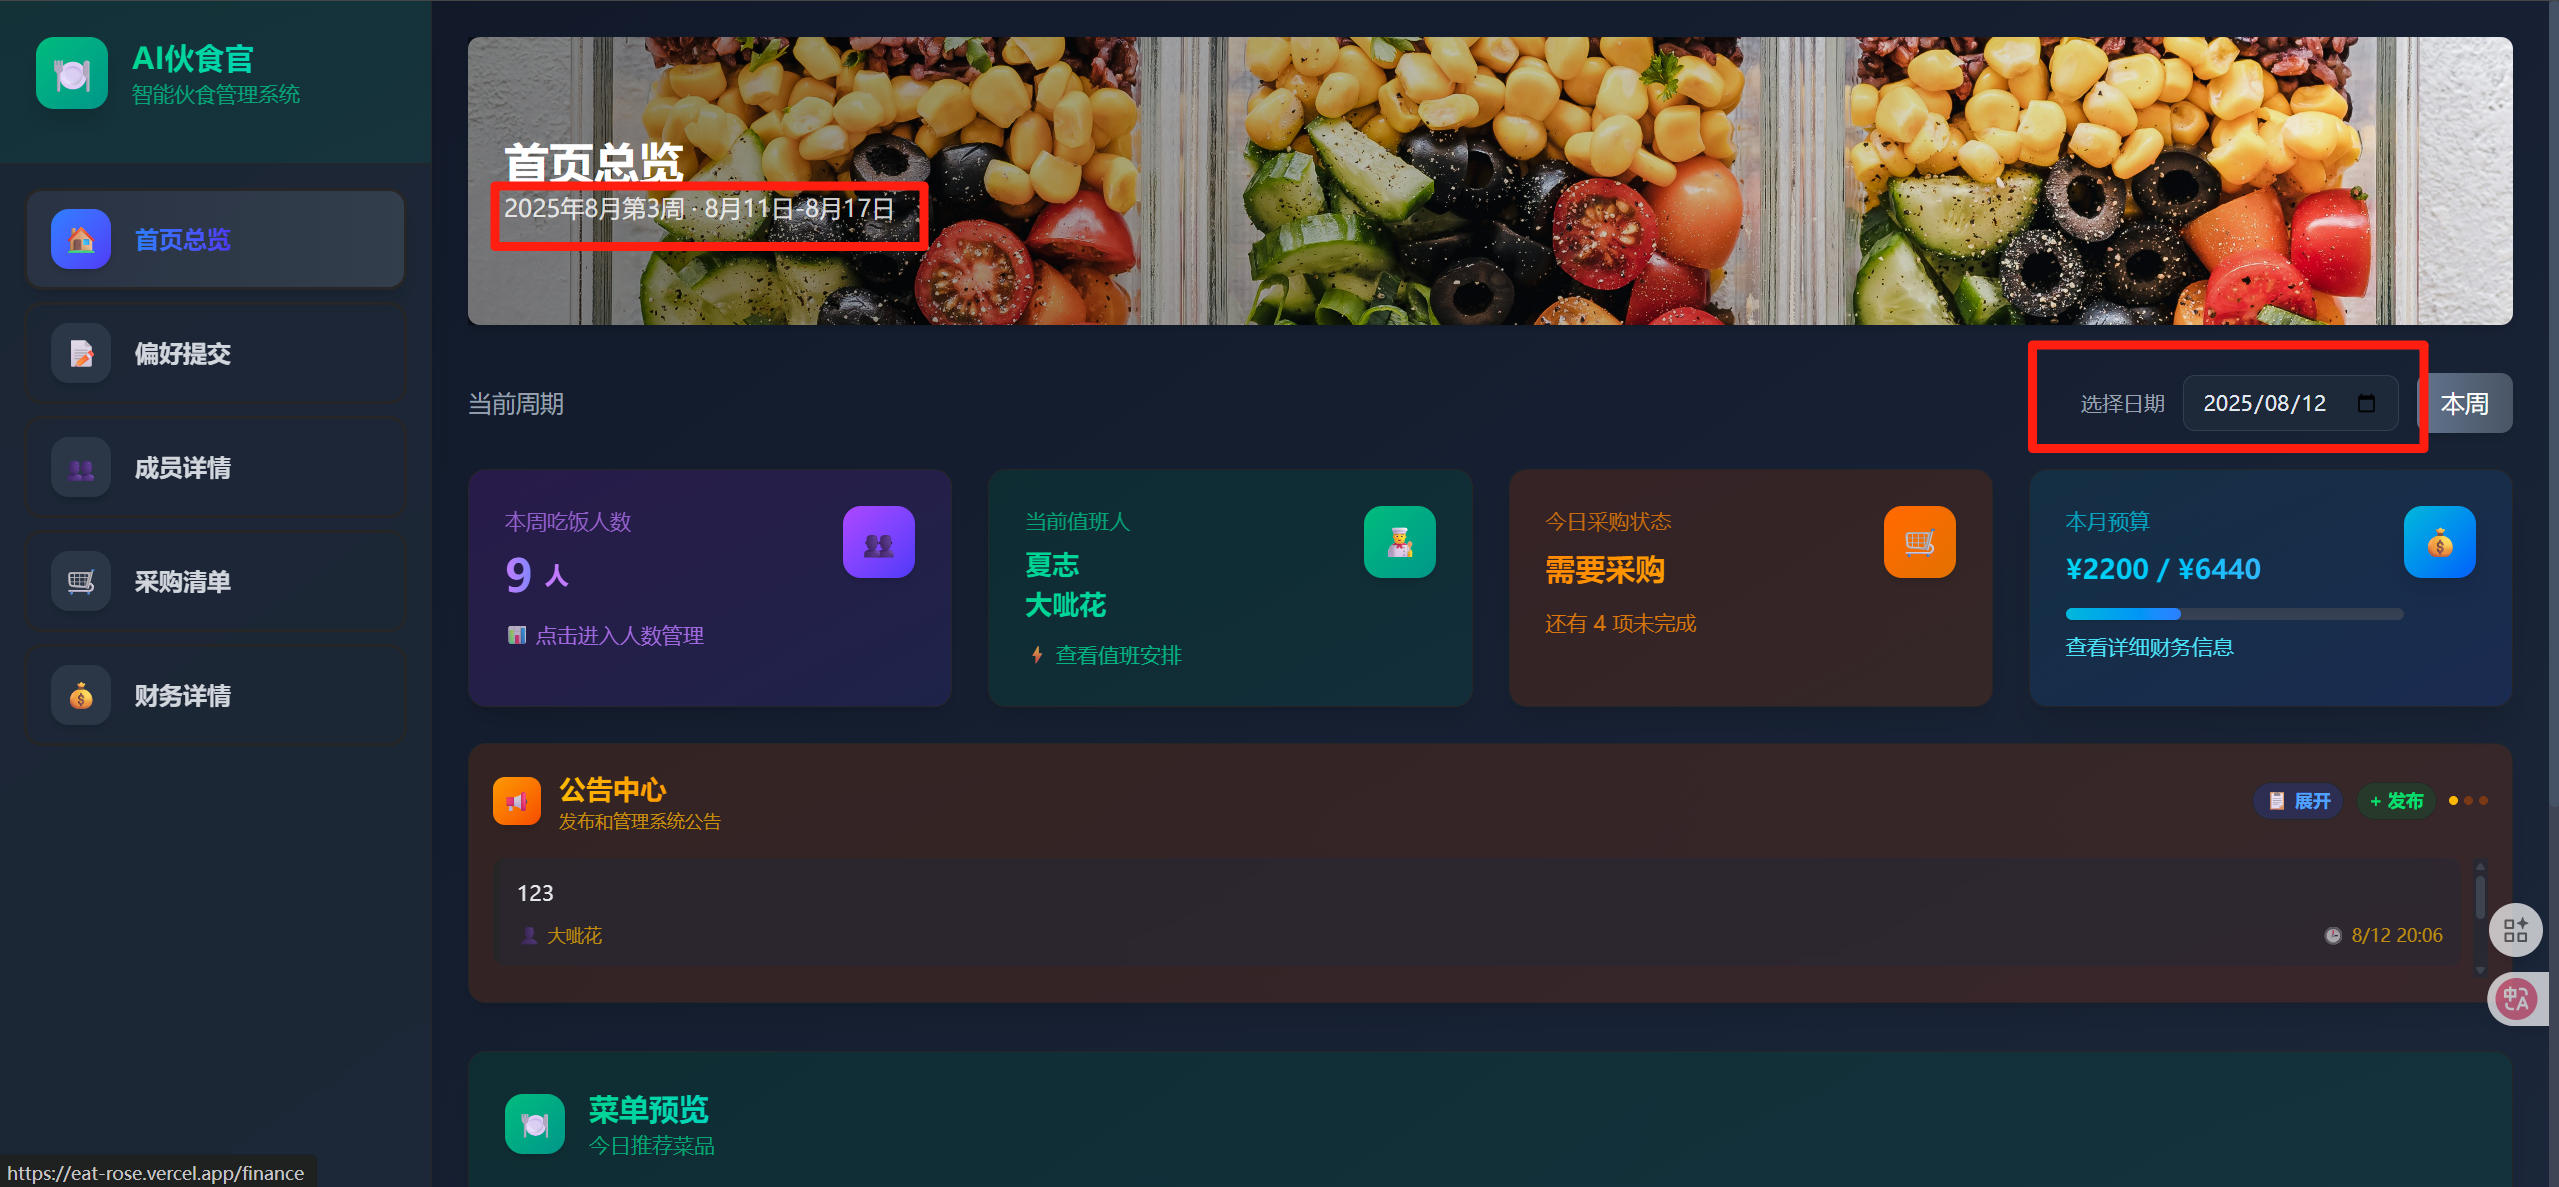 AI伙食官
智能伙食管理系统
首页总览
偏好提交
成员详情
采购清单
财务详情
首页总览
2025年8月第3周 · 8月11日-8月17日
当前周期
选择日期
2025/08/12
本周
本周吃饭人数
9 人
点击进入人数管理
当前值班人
夏志
大呲花
查看值班安排
今日采购状态
需要采购
还有 4 项未完成
本月预算
¥2200 / ¥6440
查看详细财务信息
公告中心
发布和管理系统公告
展开
+ 发布
123
大呲花
8/12 20:06
菜单预览
今日推荐菜品
https://eat-rose.vercel.app/finance